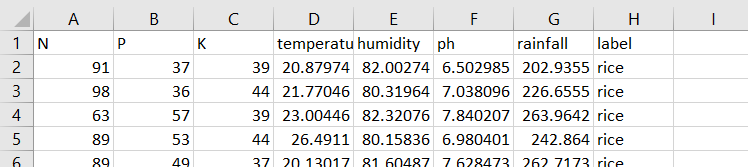 A B C D E F G H I
1 N P K temperatu humidity ph rainfall label
2 91 37 39 20.87974 82.00274 6.502985 202.9355 rice
3 98 36 44 21.77046 80.31964 7.038096 226.6555 rice
4 63 57 39 23.00446 82.32076 7.840207 263.9642 rice
5 89 53 44 26.4911 80.15836 6.980401 242.864 rice
6 89 49 37 20.13017 81.60487 7.628473 262.7173 rice